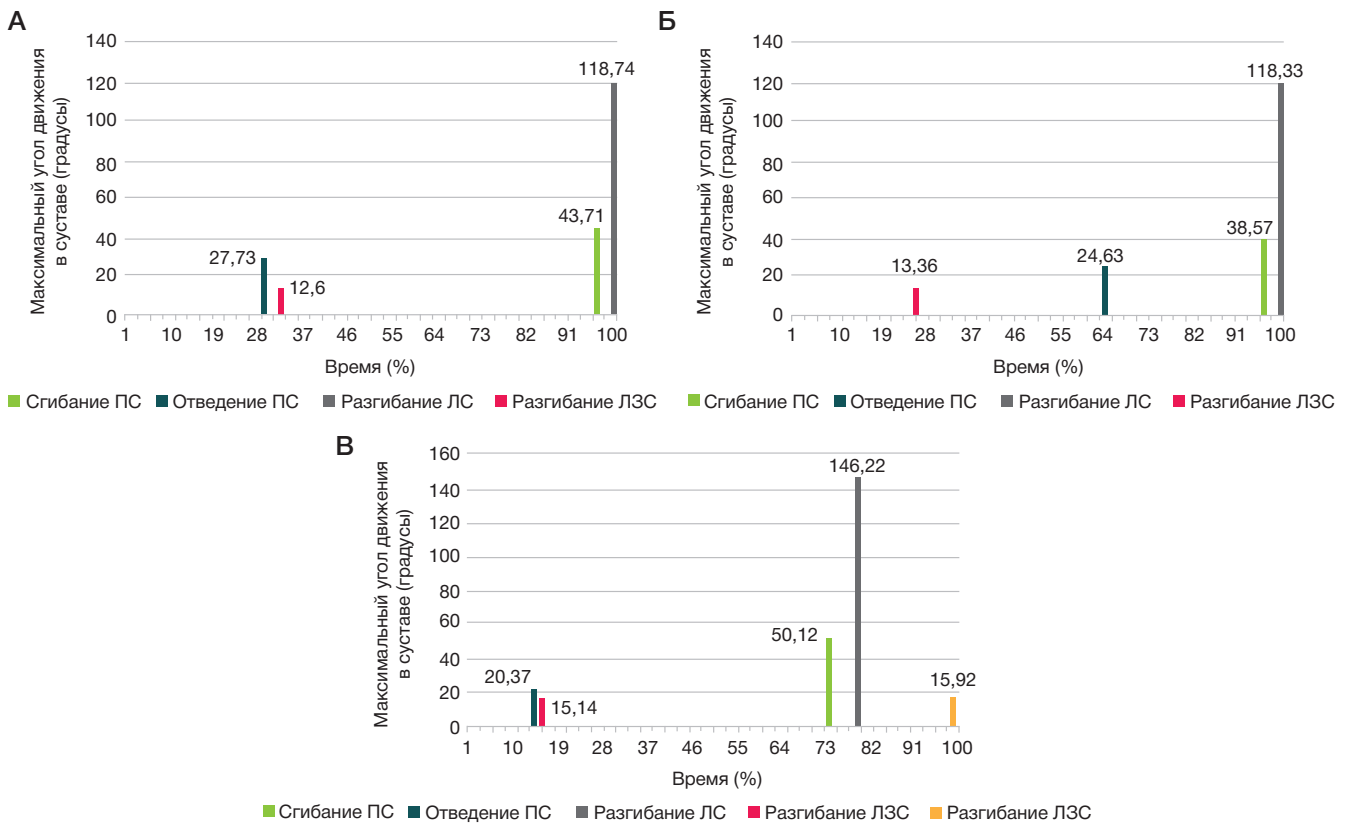 А
Максимальный угол движения
в суставе (градусы)
140
120
100
80
60
40
20
0
118,74
43,71
27,73
12,6
1 10 19 28 37 46 55 64 73 82 91 100
Время (%)
Сгибание ПС Отведение ПС Разгибание ЛС Разгибание ЛЗС
Б
Максимальный угол движения
в суставе (градусы)
140
120
100
80
60
40
20
0
118,33
38,57
24,63
13,36
1 10 19 28 37 46 55 64 73 82 91 100
Время (%)
Сгибание ПС Отведение ПС Разгибание ЛС Разгибание ЛЗС
В
Максимальный угол движения
в суставе (градусы)
160
140
120
100
80
60
40
20
0
146,22
50,12
20,37
15,92
15,14
1 10 19 28 37 46 55 64 73 82 91 100
Время (%)
Сгибание ПС Отведение ПС Разгибание ЛС Разгибание ЛЗС Разгибание ЛЗС